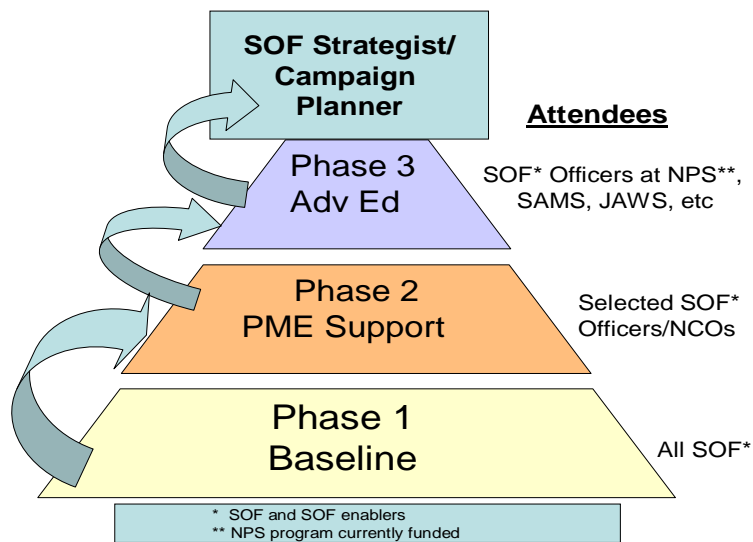 SOF Strategist/
Campaign
Planner
Attendees
Phase 3
Adv Ed
SOF* Officers at NPS**,
SAMS, JAWS, etc
Phase 2
PME Support
Selected SOF*
Officers/NCOs
Phase 1
Baseline
All SOF*
* SOF and SOF enablers
** NPS program currently funded